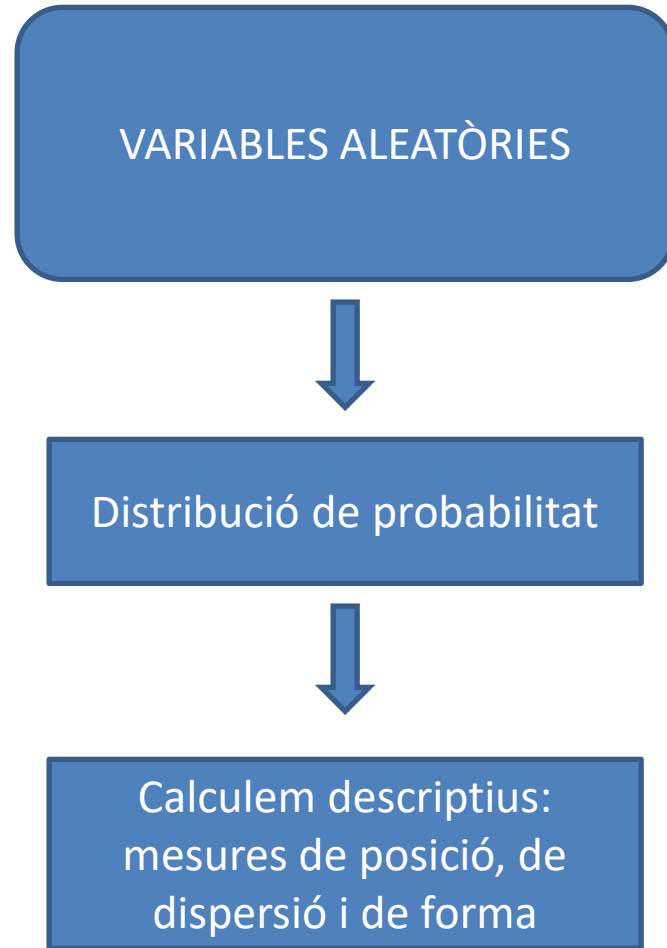 VARIABLES ALEATÒRIES
Distribució de probabilitat
Calculem descriptius:
mesures de posició, de
dispersió i de forma